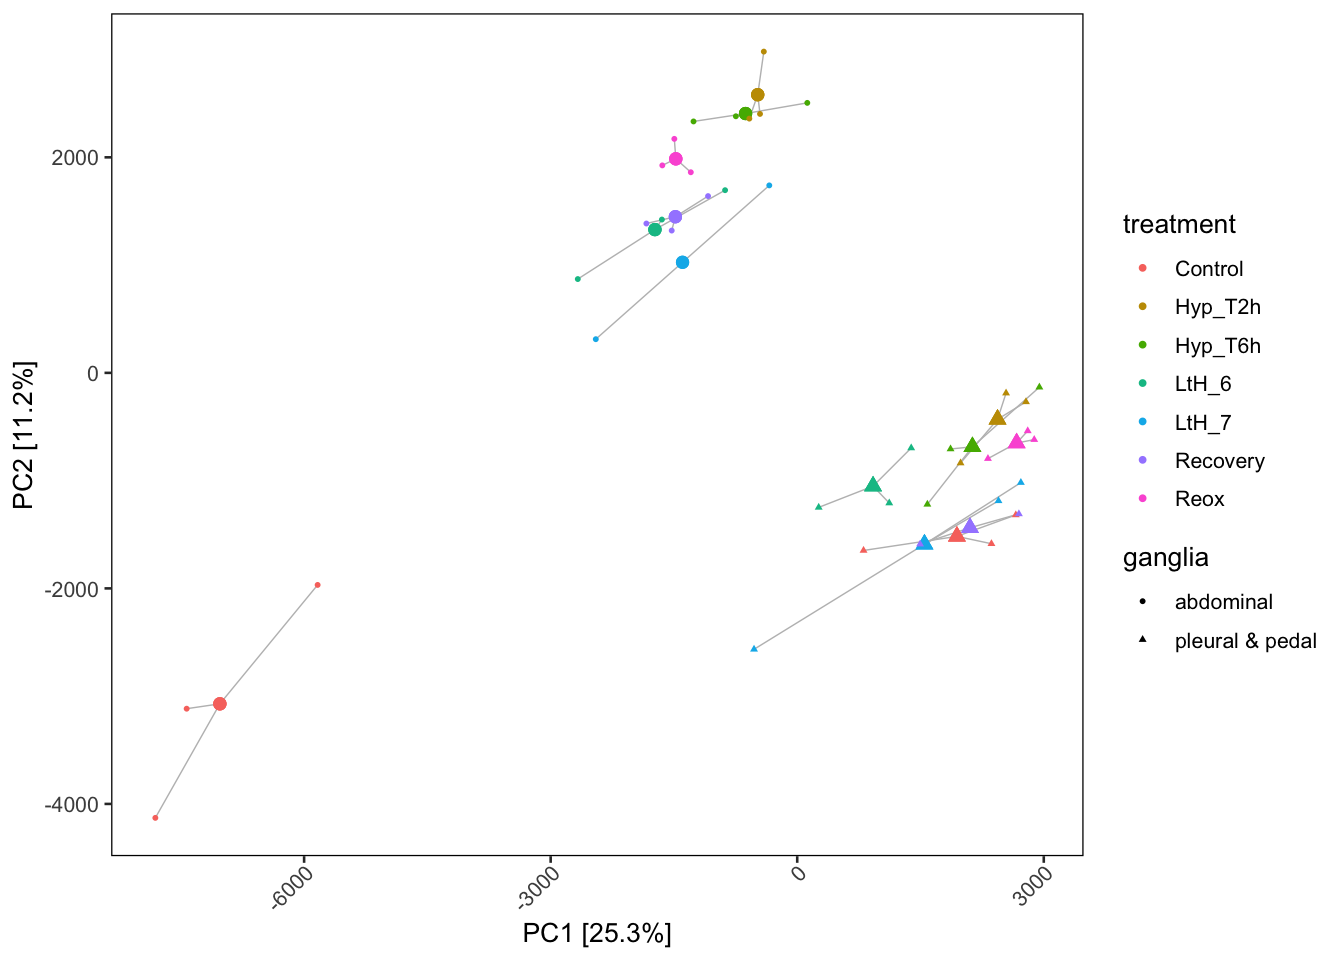 2000
0
-2000
-4000
PC2 [11.2%]
-6000
-3000
0
3000
PC1 [25.3%]
treatment
Control
Hyp_T2h
Hyp_T6h
LtH_6
LtH_7
Recovery
Reox
ganglia
abdominal
pleural & pedal